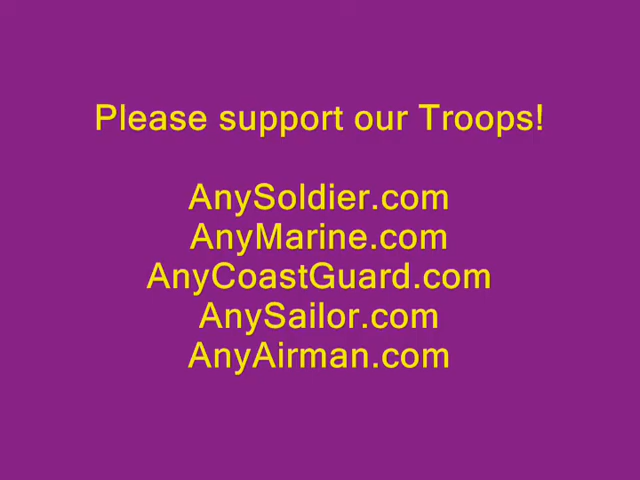 Please support our Troops!
AnySoldier.com
AnyMarine.com
AnyCoastGuard.com
AnySailor.com
AnyAirman.com